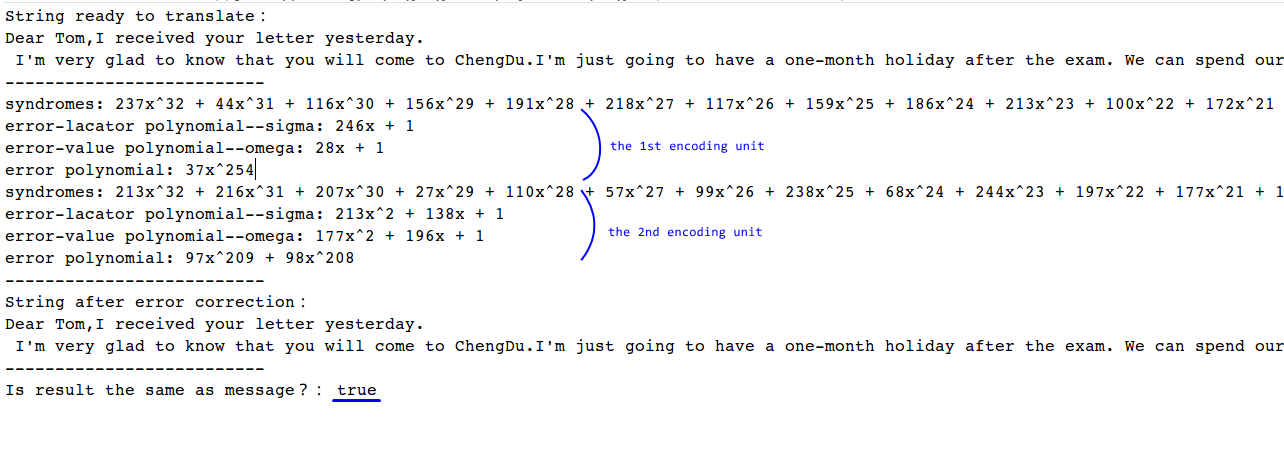 String ready to translate：
Dear Tom,I received your letter yesterday.
I'm very glad to know that you will come to ChengDu.I'm just going to have a one-month holiday after the exam. We can spend our
--------------------------
syndromes: 237x^32 + 44x^31 + 116x^30 + 156x^29 + 191x^28 + 218x^27 + 117x^26 + 159x^25 + 186x^24 + 213x^23 + 100x^22 + 172x^21
error-lacator polynomial--sigma: 246x + 1
error-value polynomial--omega: 28x + 1
the 1st encoding unit
error polynomial: 37x^254
syndromes: 213x^32 + 216x^31 + 207x^30 + 27x^29 + 110x^28 + 57x^27 + 99x^26 + 238x^25 + 68x^24 + 244x^23 + 197x^22 + 177x^21 + 1
error-lacator polynomial--sigma: 213x^2 + 138x + 1
error-value polynomial--omega: 177x^2 + 196x + 1
the 2nd encoding unit
error polynomial: 97x^209 + 98x^208
--------------------------
String after error correction：
Dear Tom,I received your letter yesterday.
I'm very glad to know that you will come to ChengDu.I'm just going to have a one-month holiday after the exam. We can spend our
--------------------------
Is result the same as message？： true